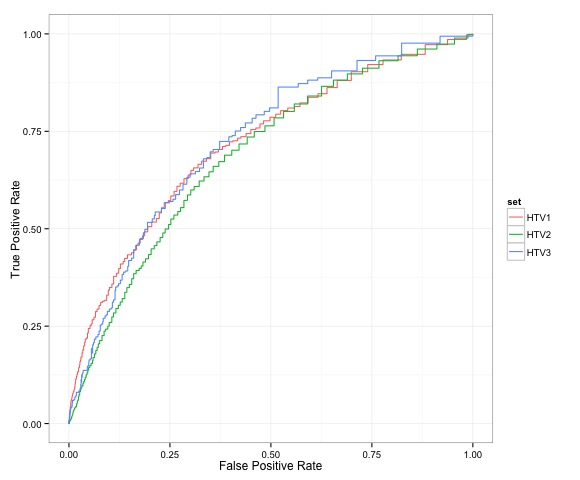 1.00
0.75
0.50
0.25
0.00
True Positive Rate
0.00 0.25 0.50 0.75 1.00
False Positive Rate
set
HTV1
HTV2
HTV3